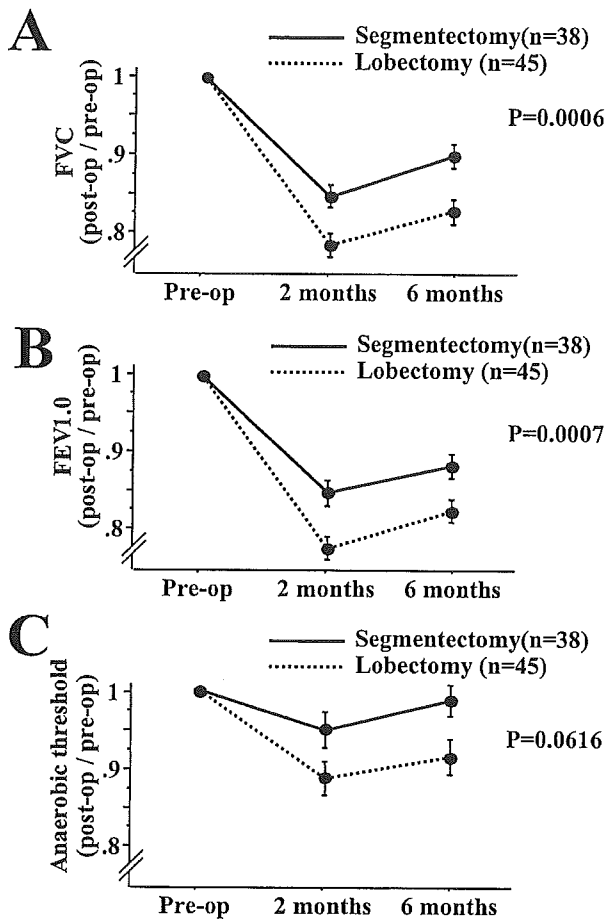 A
Segmentectomy(n=38)
Lobectomy (n=45)
FVC
(post-op / pre-op)
1
.9
.8
P=0.0006
Pre-op 2 months 6 months
B
Segmentectomy(n=38)
Lobectomy (n=45)
FEV1.0
(post-op / pre-op)
1
.9
.8
P=0.0007
Pre-op 2 months 6 months
C
Segmentectomy(n=38)
Lobectomy (n=45)
Anaerobic threshold
(post-op / pre-op)
1
.9
.8
P=0.0616
Pre-op 2 months 6 months